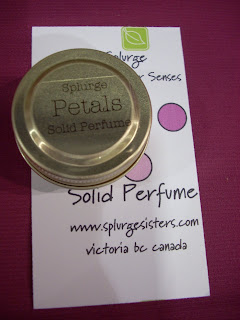 Splurge
Senses
Splurge
Petals
Solid Perfume
Solid Perfume
www.splurgesisters.com
victoria bc canada